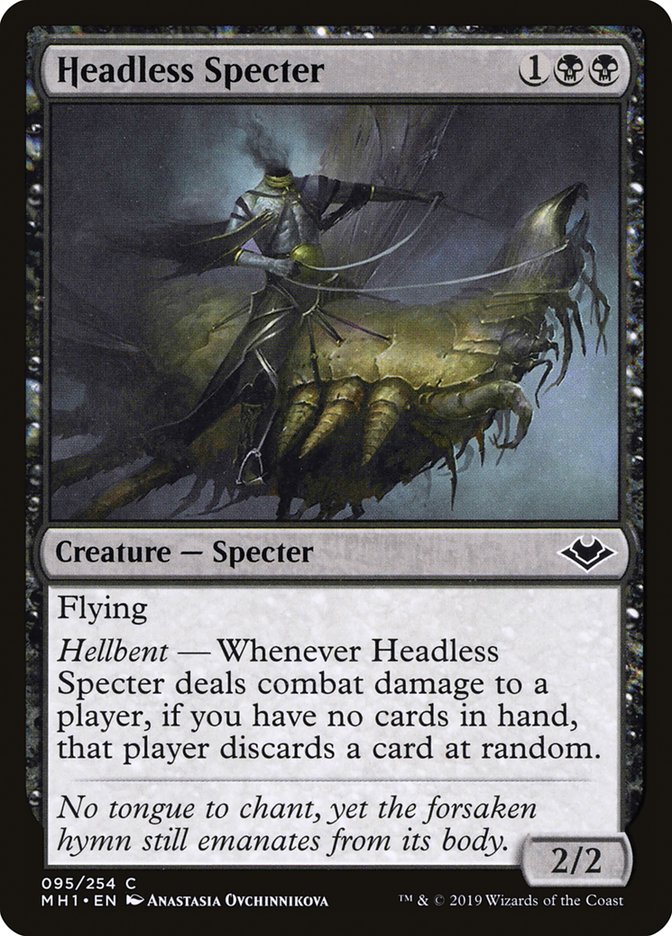 Headless Specter 1
Creature — Specter
Flying
Hellbent — Whenever Headless
Specter deals combat damage to a
player, if you have no cards in hand,
that player discards a card at random.
No tongue to chant, yet the forsaken
hymn still emanates from its body.
2/2
095/254 C
MH1 • EN Anastasia Ovchinnikova
™ & © 2019 Wizards of the Coast